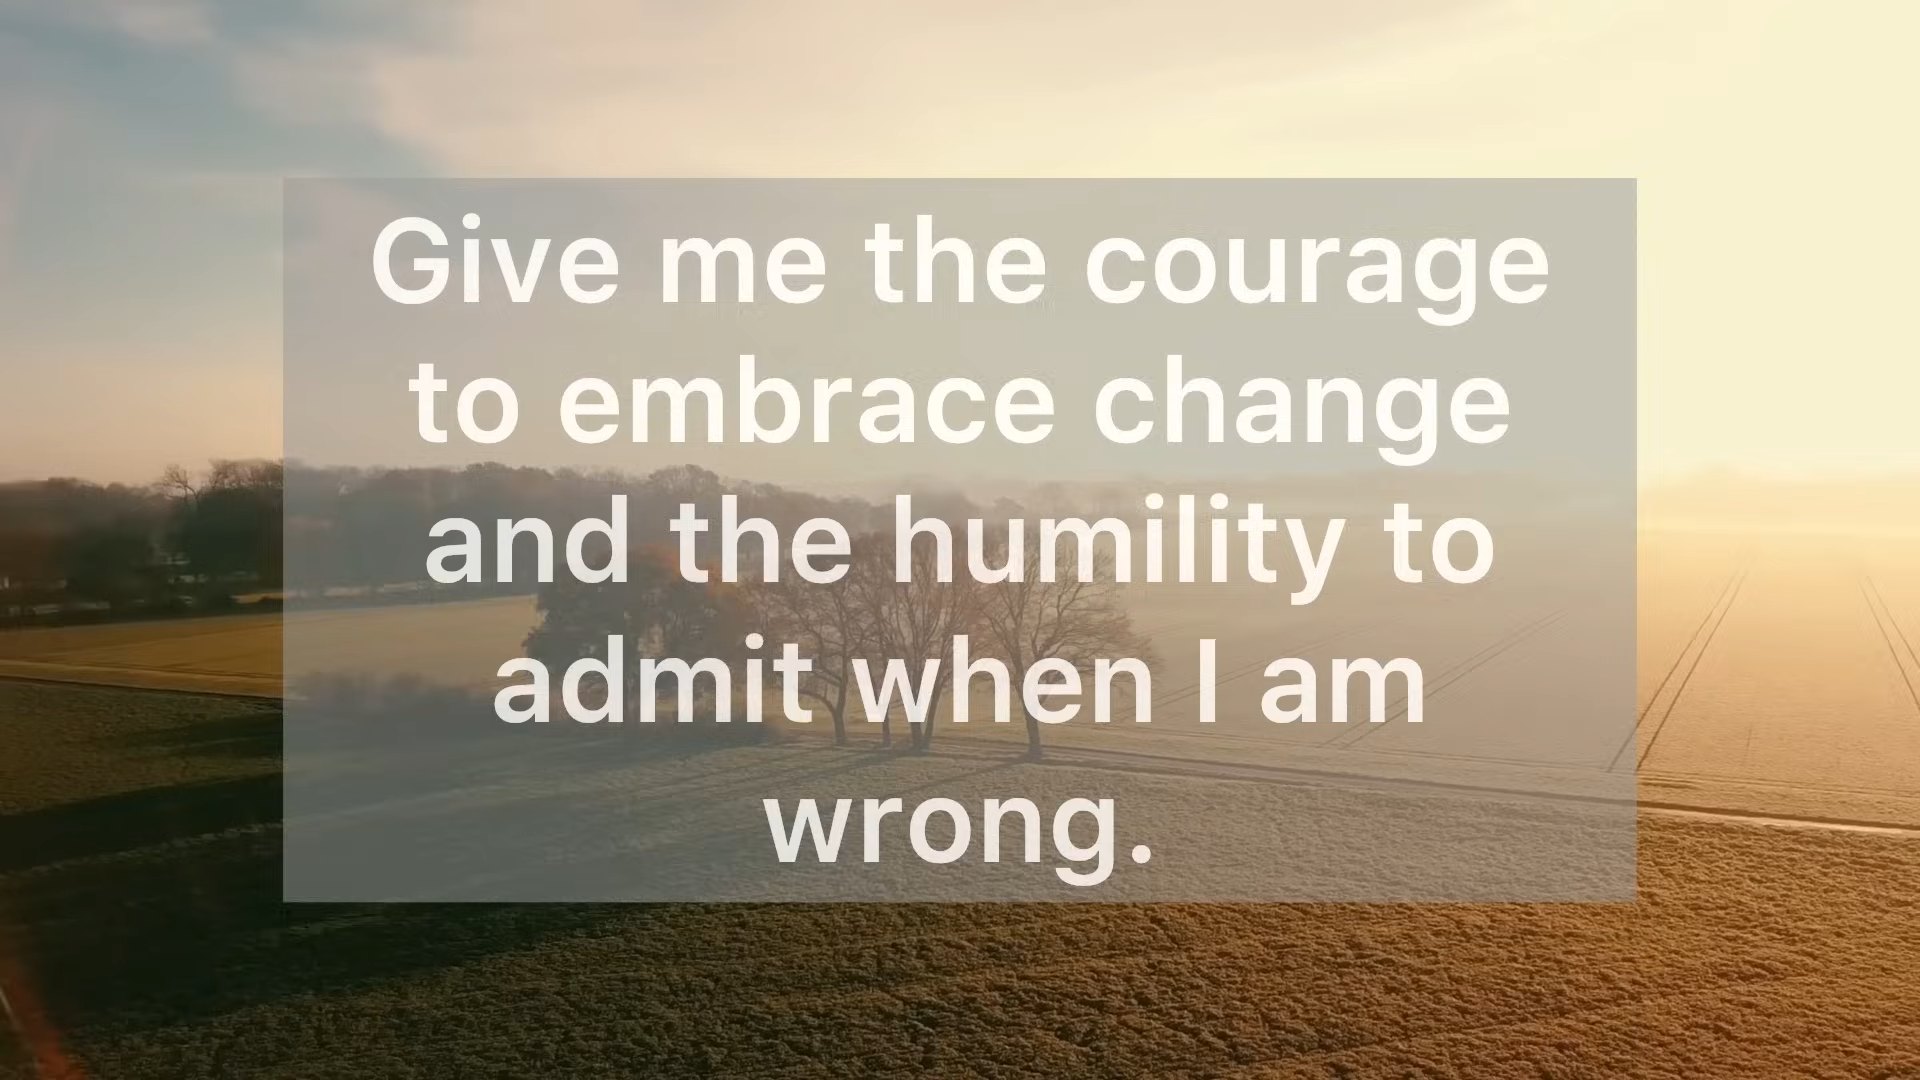 Give me the courage
to embrace change
and the humility to
admit when I am
wrong.